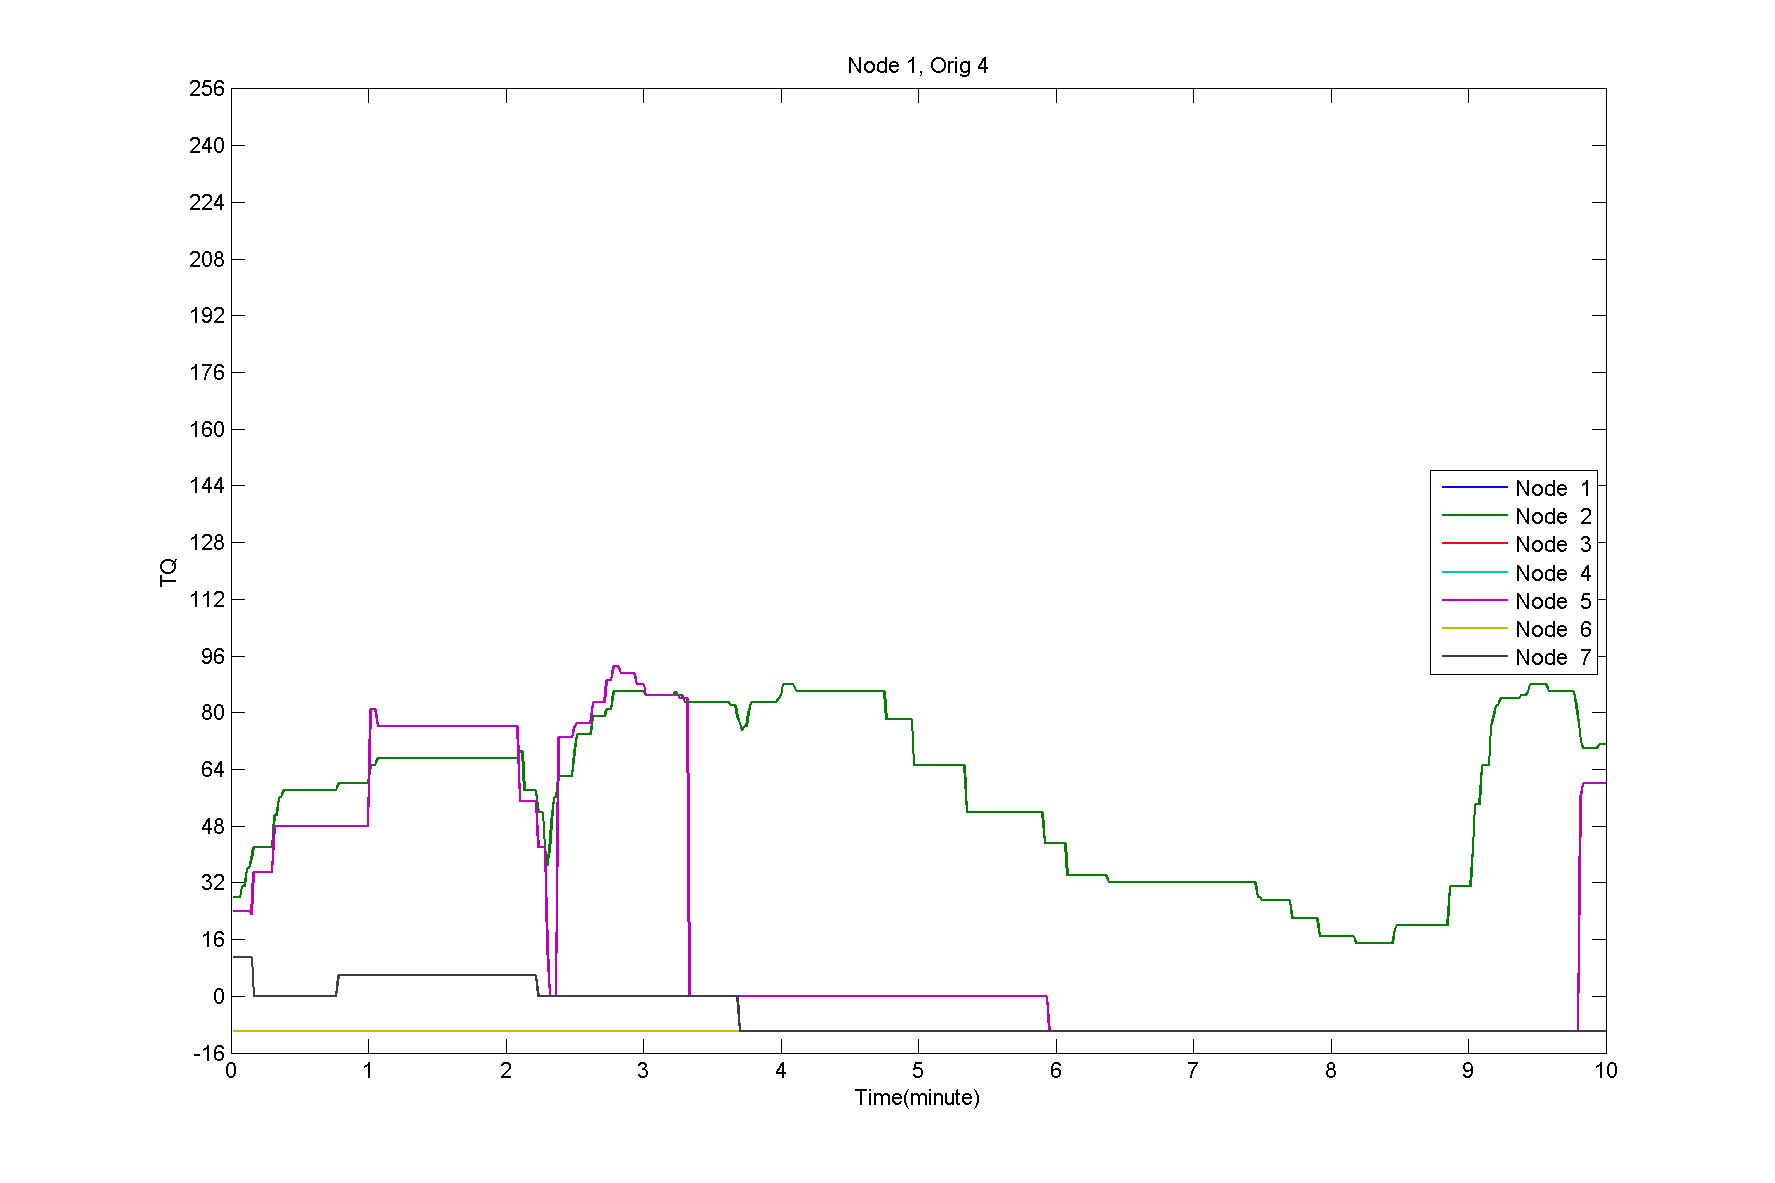 Node 1, Orig 4
256
240
224
208
192
176
160
144
128
112
96
80
64
48
32
16
0
-16
TQ
Node 1
Node 2
Node 3
Node 4
Node 5
Node 6
Node 7
0 1 2 3 4 5 6 7 8 9 10
Time(minute)